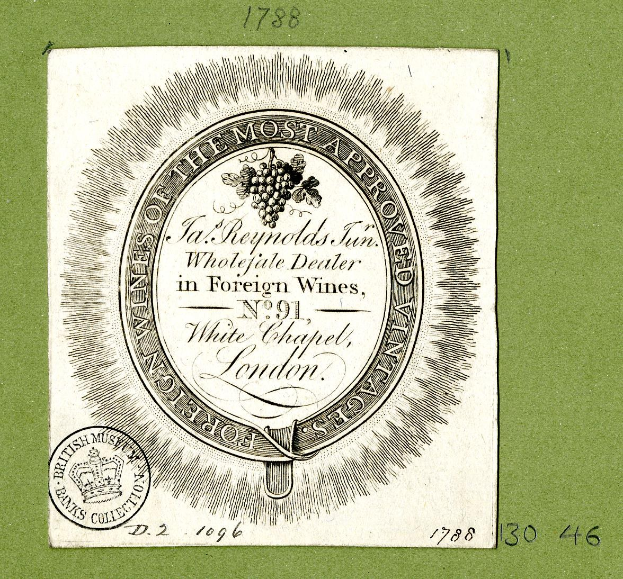 1788
FOREIGN WINES OF THE MOST APPROVED VINTAGES.
Jas. Reynolds Junr.
Wholeſale Dealer
in Foreign Wines,
No. 91,
White Chapel,
London.
BRITISH MUSEUM
BANKS COLLECTION
D.2 . 1096
1788
130 46